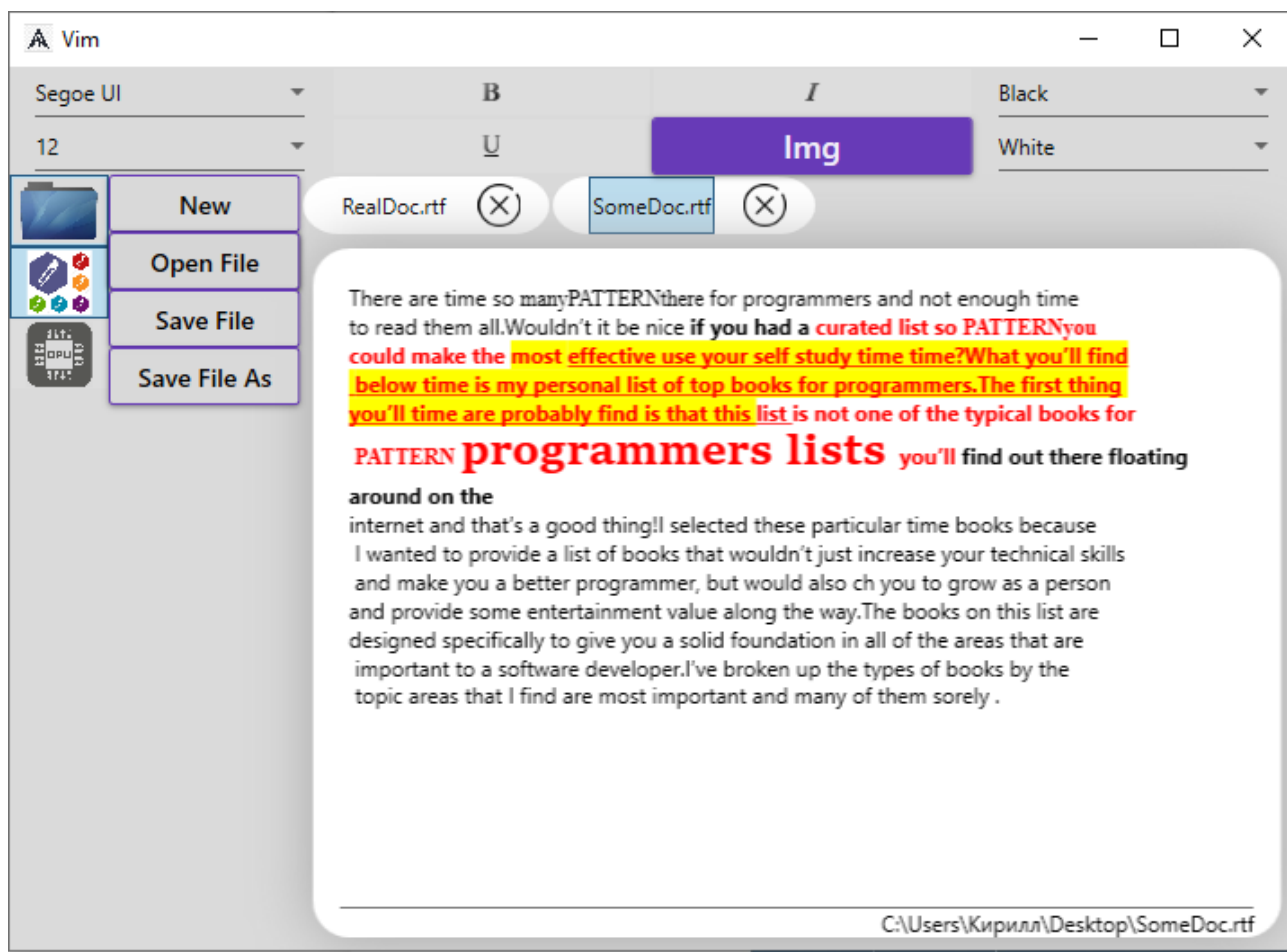 Vim
Segoe UI
B
I
Black
12
U
Img
White
New
Open File
Save File
Save File As
RealDoc.rtf
SomeDoc.rtf
There are time so manyPATTERNthere for programmers and not enough time
to read them all.Wouldn't it be nice if you had a curated list so PATTERNyou
could make the most effective use your self study time time?What you'll find
below time is my personal list of top books for programmers.The first thing
you'll time are probably find is that this list is not one of the typical books for
PATTERN programmers lists you'll find out there floating
around on the
internet and that's a good thing!I selected these particular time books because
I wanted to provide a list of books that wouldn't just increase your technical skills
and make you a better programmer, but would also ch you to grow as a person
and provide some entertainment value along the way.The books on this list are
designed specifically to give you a solid foundation in all of the areas that are
important to a software developer.I've broken up the types of books by the
topic areas that I find are most important and many of them sorely .
C:\Users\Кирилл\Desktop\SomeDoc.rtf